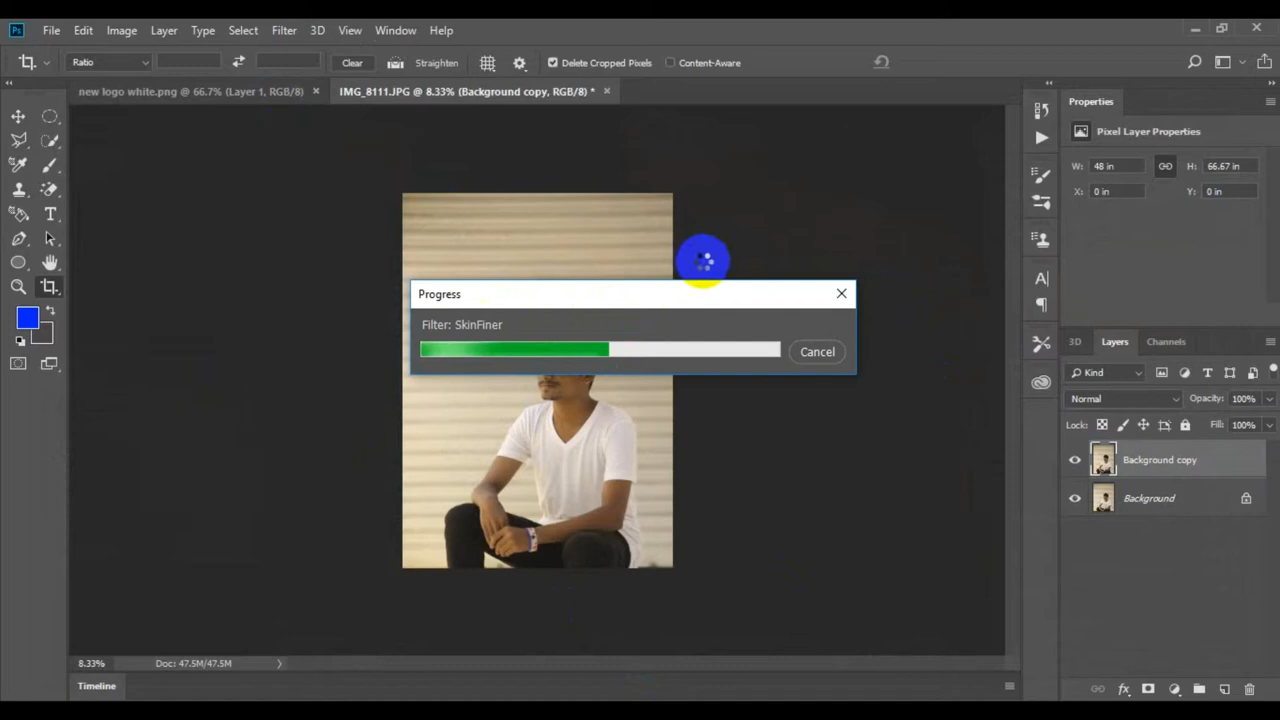 Ps File Edit Image Layer Type Select Filter 3D View Window Help
Ratio Clear Straighten Delete Cropped Pixels Content-Aware
new logo white.png @ 66.7% (Layer 1, RGB/8) × IMG_8111.JPG @ 8.33% (Background copy, RGB/8) * ×
Properties
Pixel Layer Properties
W: 48 in H: 66.67 in
X: 0 in Y: 0 in
Progress
Filter: SkinFiner
Cancel
3D Layers Channels
Kind
Normal Opacity: 100%
Lock: Fill: 100%
Background copy
Background
8.33% Doc: 47.5M/47.5M
Timeline